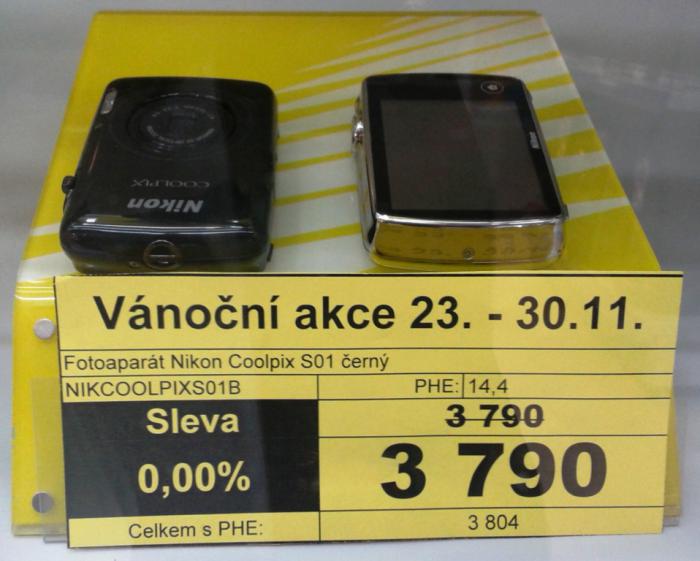 COOLPIX
Nikon
Vánoční akce 23. - 30.11.
Fotoaparát Nikon Coolpix S01 černý
NIKCOOLPIXS01B PHE: 14,4
Sleva 3 790
0,00% 3 790
Celkem s PHE: 3 804